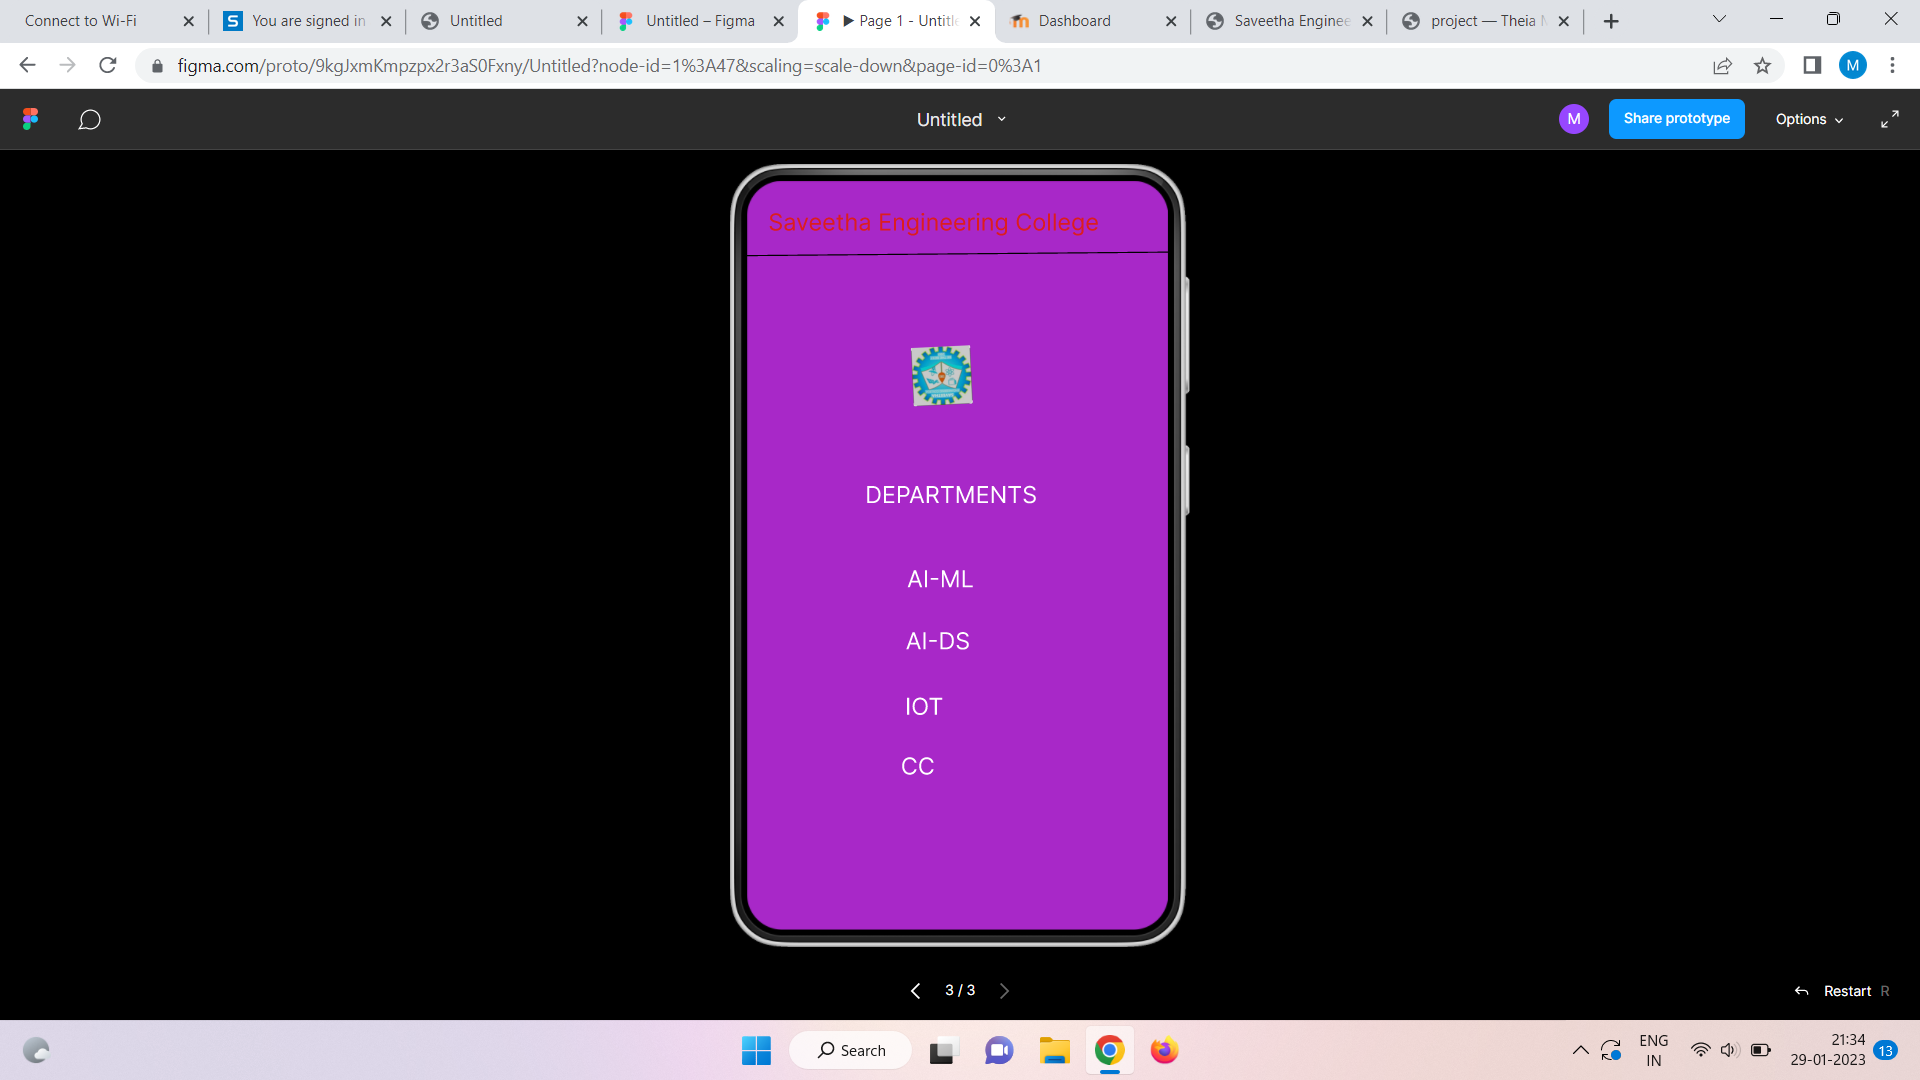 Connect to Wi-Fi
You are signed in
Untitled
Untitled – Figma
Page 1 - Untitle
Dashboard
Saveetha Enginee
project — Theia
figma.com/proto/9kgJxmKmpzpx2r3aS0Fxny/Untitled?node-id=1%3A47&scaling=scale-down&page-id=0%3A1
M
Untitled
M
Share prototype
Options
Saveetha Engineering College
DEPARTMENTS
AI-ML
AI-DS
IOT
CC
3 / 3
Restart R
Search
ENG
IN
21:34
29-01-2023
13